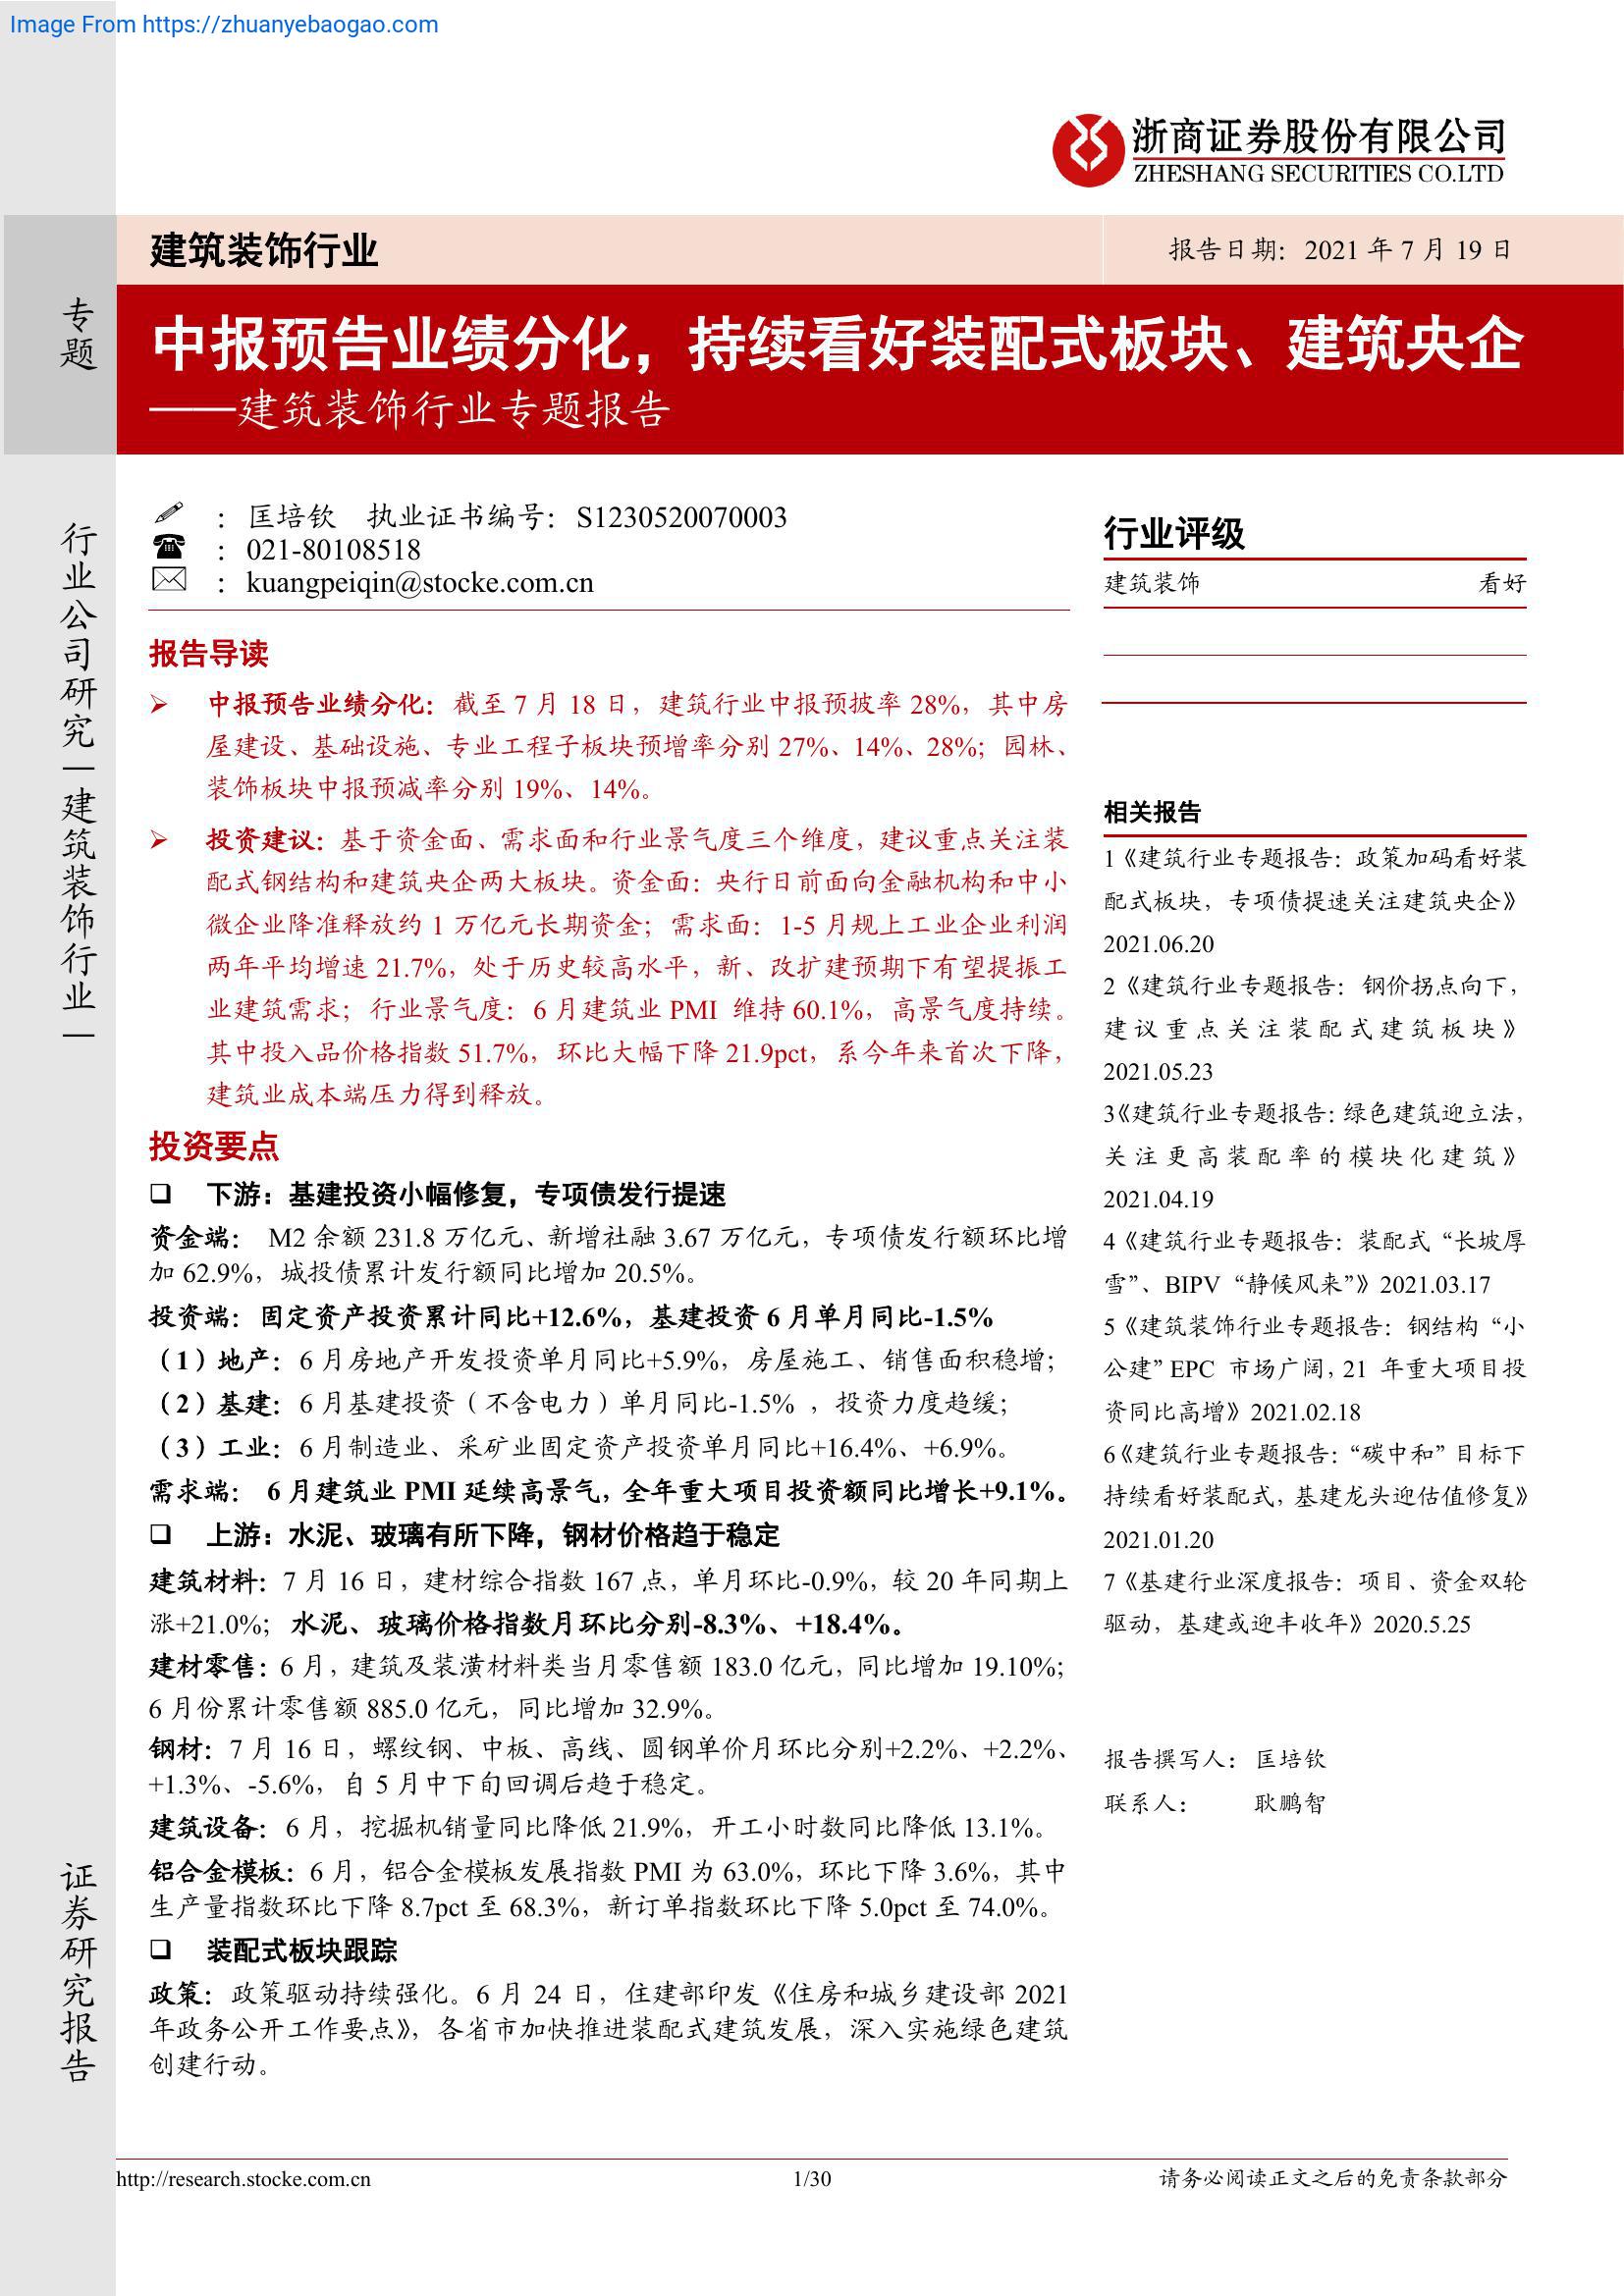 Image From https://zhuanyebaogao.com
浙商证券股份有限公司
ZHESHANG SECURITIES CO.LTD
建筑装饰行业
报告日期：2021 年 7 月 19 日
专题
中报预告业绩分化，持续看好装配式板块、建筑央企
——建筑装饰行业专题报告
行业公司研究｜建筑装饰行业｜
：匡培钦 执业证书编号：S1230520070003
：021-80108518
：kuangpeiqin@stocke.com.cn
报告导读
中报预告业绩分化：截至 7 月 18 日，建筑行业中报预披率 28%，其中房
屋建设、基础设施、专业工程子板块预增率分别 27%、14%、28%；园林、
装饰板块中报预减率分别 19%、14%。
投资建议：基于资金面、需求面和行业景气度三个维度，建议重点关注装
配式钢结构和建筑央企两大板块。资金面：央行日前面向金融机构和中小
微企业降准释放约 1 万亿元长期资金；需求面：1-5 月规上工业企业利润
两年平均增速 21.7%，处于历史较高水平，新、改扩建预期下有望提振工
业建筑需求；行业景气度：6 月建筑业 PMI 维持 60.1%，高景气度持续。
其中投入品价格指数 51.7%，环比大幅下降 21.9pct，系今年来首次下降，
建筑业成本端压力得到释放。
投资要点
❑ 下游：基建投资小幅修复，专项债发行提速
资金端： M2 余额 231.8 万亿元、新增社融 3.67 万亿元，专项债发行额环比增
加 62.9%，城投债累计发行额同比增加 20.5%。
投资端：固定资产投资累计同比+12.6%，基建投资 6 月单月同比-1.5%
（1）地产：6 月房地产开发投资单月同比+5.9%，房屋施工、销售面积稳增；
（2）基建：6 月基建投资（不含电力）单月同比-1.5% ，投资力度趋缓；
（3）工业：6 月制造业、采矿业固定资产投资单月同比+16.4%、+6.9%。
需求端： 6 月建筑业 PMI 延续高景气，全年重大项目投资额同比增长+9.1%。
❑ 上游：水泥、玻璃有所下降，钢材价格趋于稳定
建筑材料：7 月 16 日，建材综合指数 167 点，单月环比-0.9%，较 20 年同期上
涨+21.0%；水泥、玻璃价格指数月环比分别-8.3%、+18.4%。
建材零售：6 月，建筑及装潢材料类当月零售额 183.0 亿元，同比增加 19.10%；
6 月份累计零售额 885.0 亿元，同比增加 32.9%。
钢材：7 月 16 日，螺纹钢、中板、高线、圆钢单价月环比分别+2.2%、+2.2%、
+1.3%、-5.6%，自 5 月中下旬回调后趋于稳定。
建筑设备：6 月，挖掘机销量同比降低 21.9%，开工小时数同比降低 13.1%。
铝合金模板：6 月，铝合金模板发展指数 PMI 为 63.0%，环比下降 3.6%，其中
生产量指数环比下降 8.7pct 至 68.3%，新订单指数环比下降 5.0pct 至 74.0%。
❑ 装配式板块跟踪
政策：政策驱动持续强化。6 月 24 日，住建部印发《住房和城乡建设部 2021
年政务公开工作要点》，各省市加快推进装配式建筑发展，深入实施绿色建筑
创建行动。
行业评级
建筑装饰 看好
相关报告
1《建筑行业专题报告：政策加码看好装
配式板块，专项债提速关注建筑央企》
2021.06.20
2《建筑行业专题报告：钢价拐点向下，
建议重点关注装配式建筑板块》
2021.05.23
3《建筑行业专题报告：绿色建筑迎立法，
关注更高装配率的模块化建筑》
2021.04.19
4《建筑行业专题报告：装配式“长坡厚
雪”、BIPV“静候风来”》2021.03.17
5《建筑装饰行业专题报告：钢结构“小
公建”EPC 市场广阔，21 年重大项目投
资同比高增》2021.02.18
6《建筑行业专题报告：“碳中和”目标下
持续看好装配式，基建龙头迎估值修复》
2021.01.20
7《基建行业深度报告：项目、资金双轮
驱动，基建或迎丰收年》2020.5.25
报告撰写人：匡培钦
联系人： 耿鹏智
证券研究报告
http://research.stocke.com.cn
1/30
请务必阅读正文之后的免责条款部分